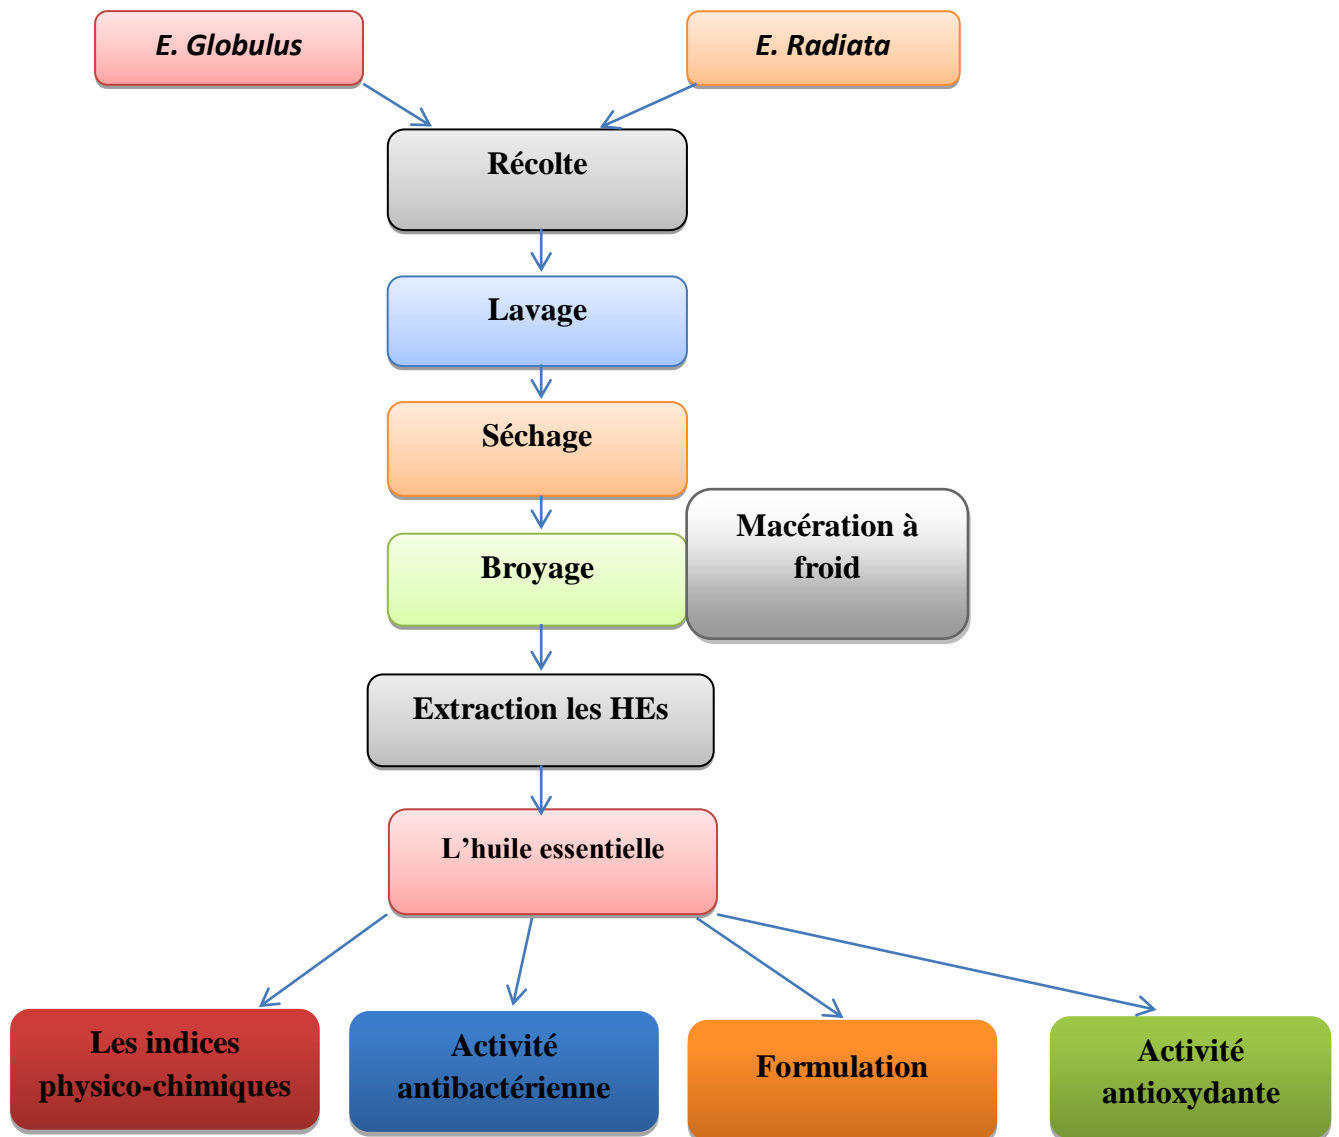 E. Globulus
E. Radiata
Récolte
Lavage
Séchage
Macération à
froid
Broyage
Extraction les HEs
L’huile essentielle
Les indices
physico-chimiques
Activité
antibactérienne
Formulation
Activité
antioxydante